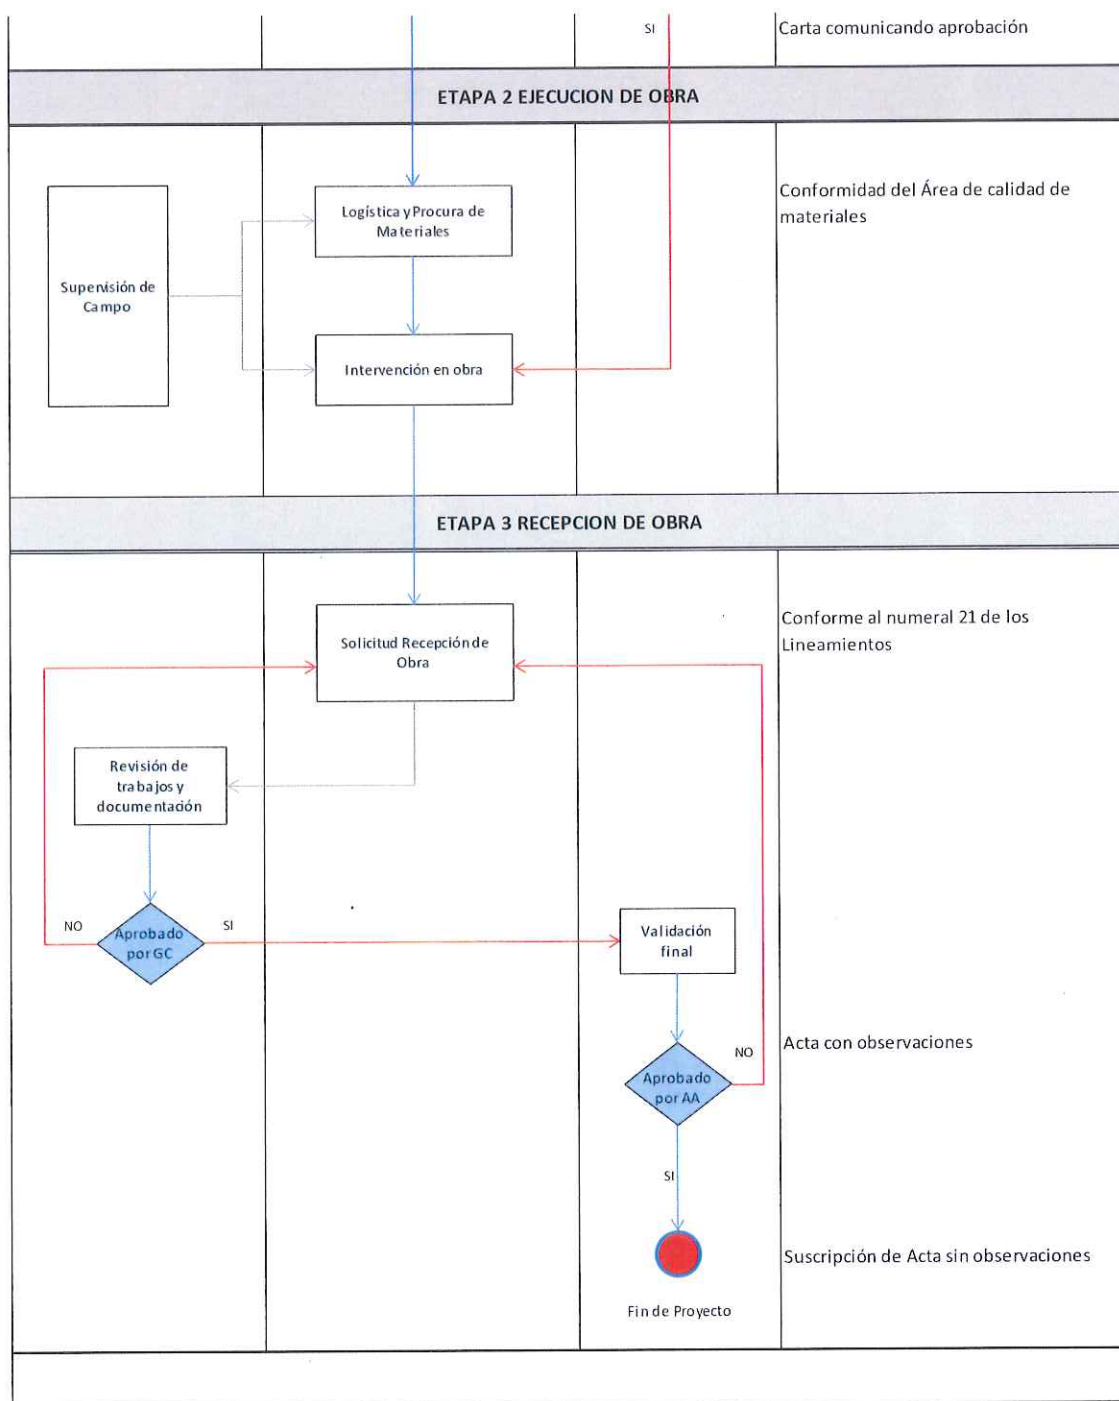 SI
Carta comunicando aprobación
ETAPA 2 EJECUCION DE OBRA
Conformidad del Área de calidad de
materiales
Logística y Procura de
Materiales
Supervisión de
Campo
Intervención en obra
ETAPA 3 RECEPCION DE OBRA
Conforme al numeral 21 de los
Lineamientos
Solicitud Recepción de
Obra
Revisión de
trabajos y
documentación
NO
Aprobado
por GC
SI
Validación
final
Acta con observaciones
NO
Aprobado
por AA
SI
Suscripción de Acta sin observaciones
Fin de Proyecto